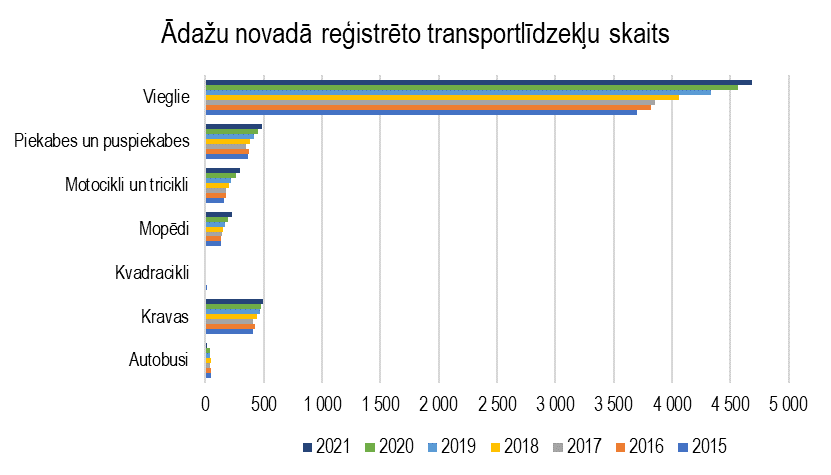 Ādažu novadā reģistrēto transportlīdzekļu skaits
Vieglie
Piekabes un puspiekabes
Motocikli un tricikli
Mopēdi
Kvadracikli
Kravas
Autobusi
0 500 1 000 1 500 2 000 2 500 3 000 3 500 4 000 4 500 5 000
2021 2020 2019 2018 2017 2016 2015